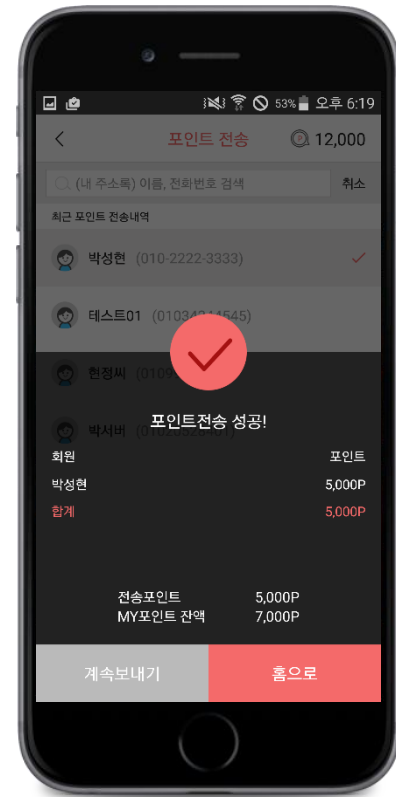 53% 오후 6:19
포인트 전송 12,000
(내 주소록) 이름, 전화번호 검색 취소
최근 포인트 전송내역
박성현 (010-2222-3333)
테스트01
현정씨
포인트전송 성공!
박서버
회원 포인트
박성현 5,000P
합계 5,000P
전송포인트 5,000P
MY포인트 잔액 7,000P
계속보내기 홈으로